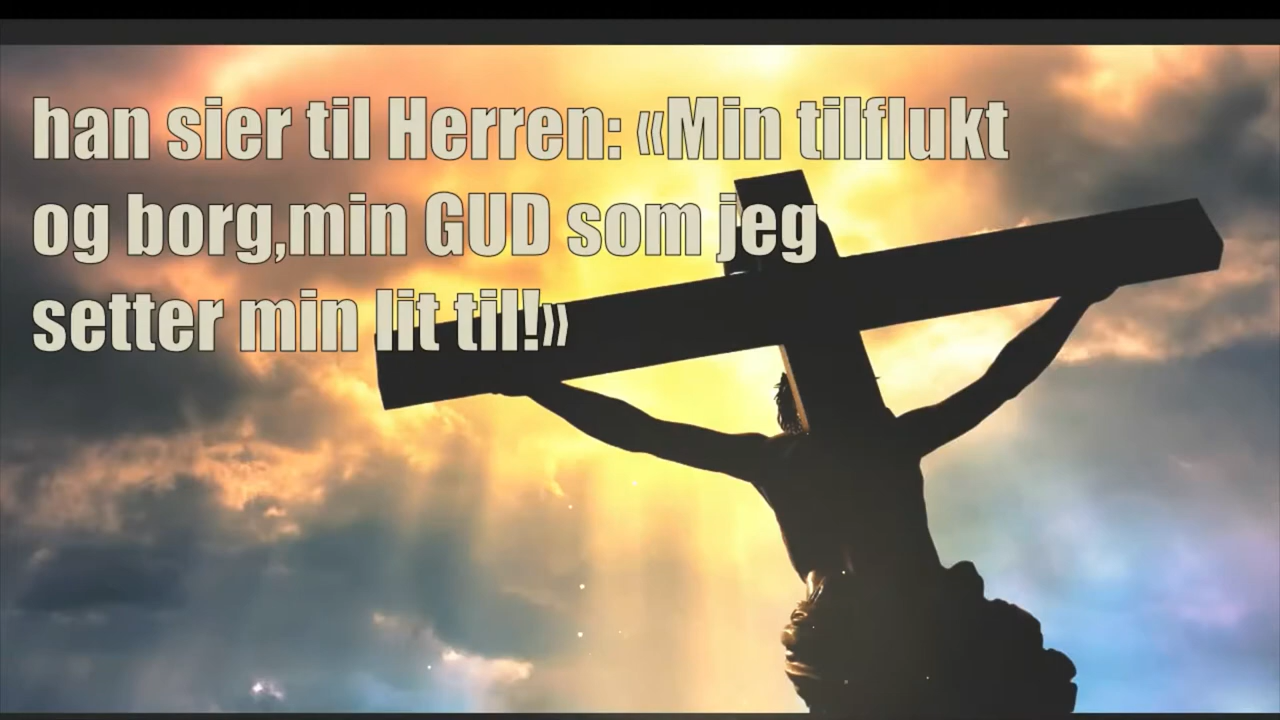 han sier til Herren: «Min tilflukt
og borg,min GUD som jeg
setter min lit til!»